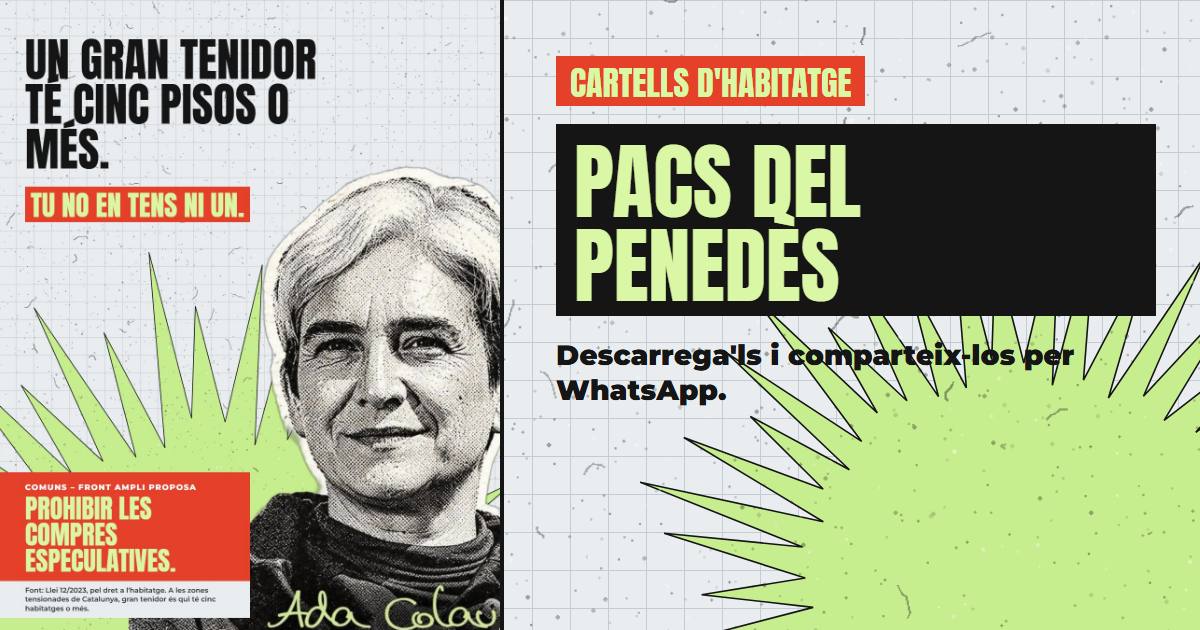 UN GRAN TENIDOR
TÉ CINC PISOS O
MÉS.
TU NO EN TENS NI UN.
COMUNS – FRONT AMPLI PROPOSA
PROHIBIR LES
COMPRES
ESPECULATIVES.
Font: Llei 12/2023, pel dret a l'habitatge. A les zones
tensionades de Catalunya, gran tenidor és qui té cinc
habitatges o més.
Ada Colau
CARTELLS D'HABITATGE
PACS DEL
PENEDÈS
Descarrega'ls i comparteix-los per
WhatsApp.